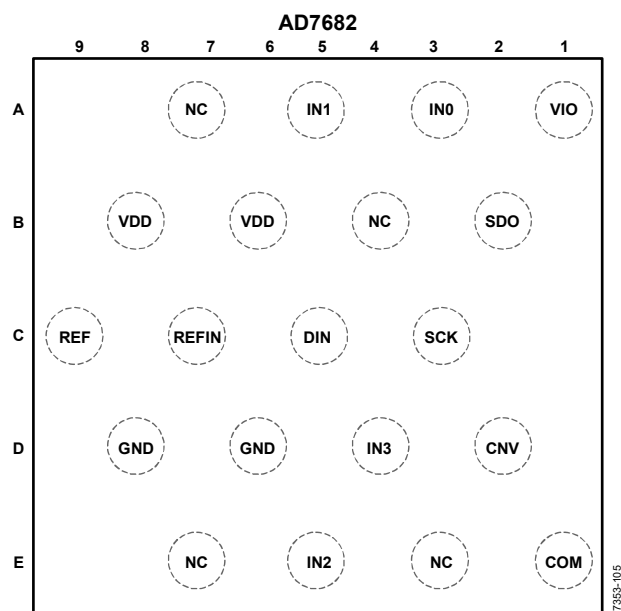 AD7682
9 8 7 6 5 4 3 2 1
A NC IN1 IN0 VIO
B VDD VDD NC SDO
C REF REFIN DIN SCK
D GND GND IN3 CNV
E NC IN2 NC COM
7353-105